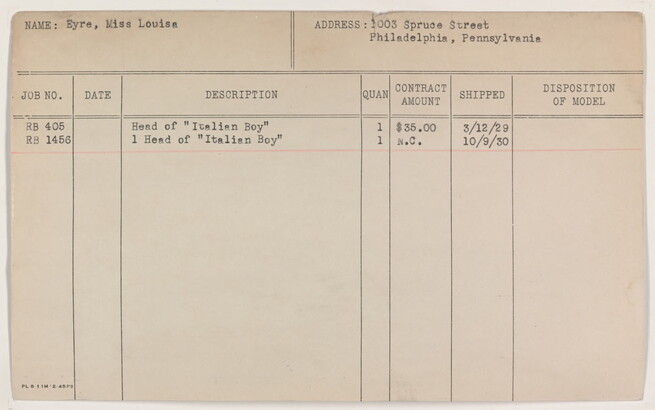 NAME: Eyre, Miss Louisa ADDRESS: 1003 Spruce Street
Philadelphia, Pennsylvania
JOB NO. DATE DESCRIPTION QUAN CONTRACT AMOUNT SHIPPED DISPOSITION OF MODEL
RB 405 Head of "Italian Boy" 1 $35.00 3/12/29
RB 1456 1 Head of "Italian Boy" 1 N.C. 10/9/30